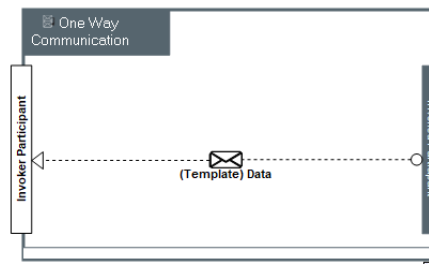 One Way
Communication
Invoker Participant
(Template) Data